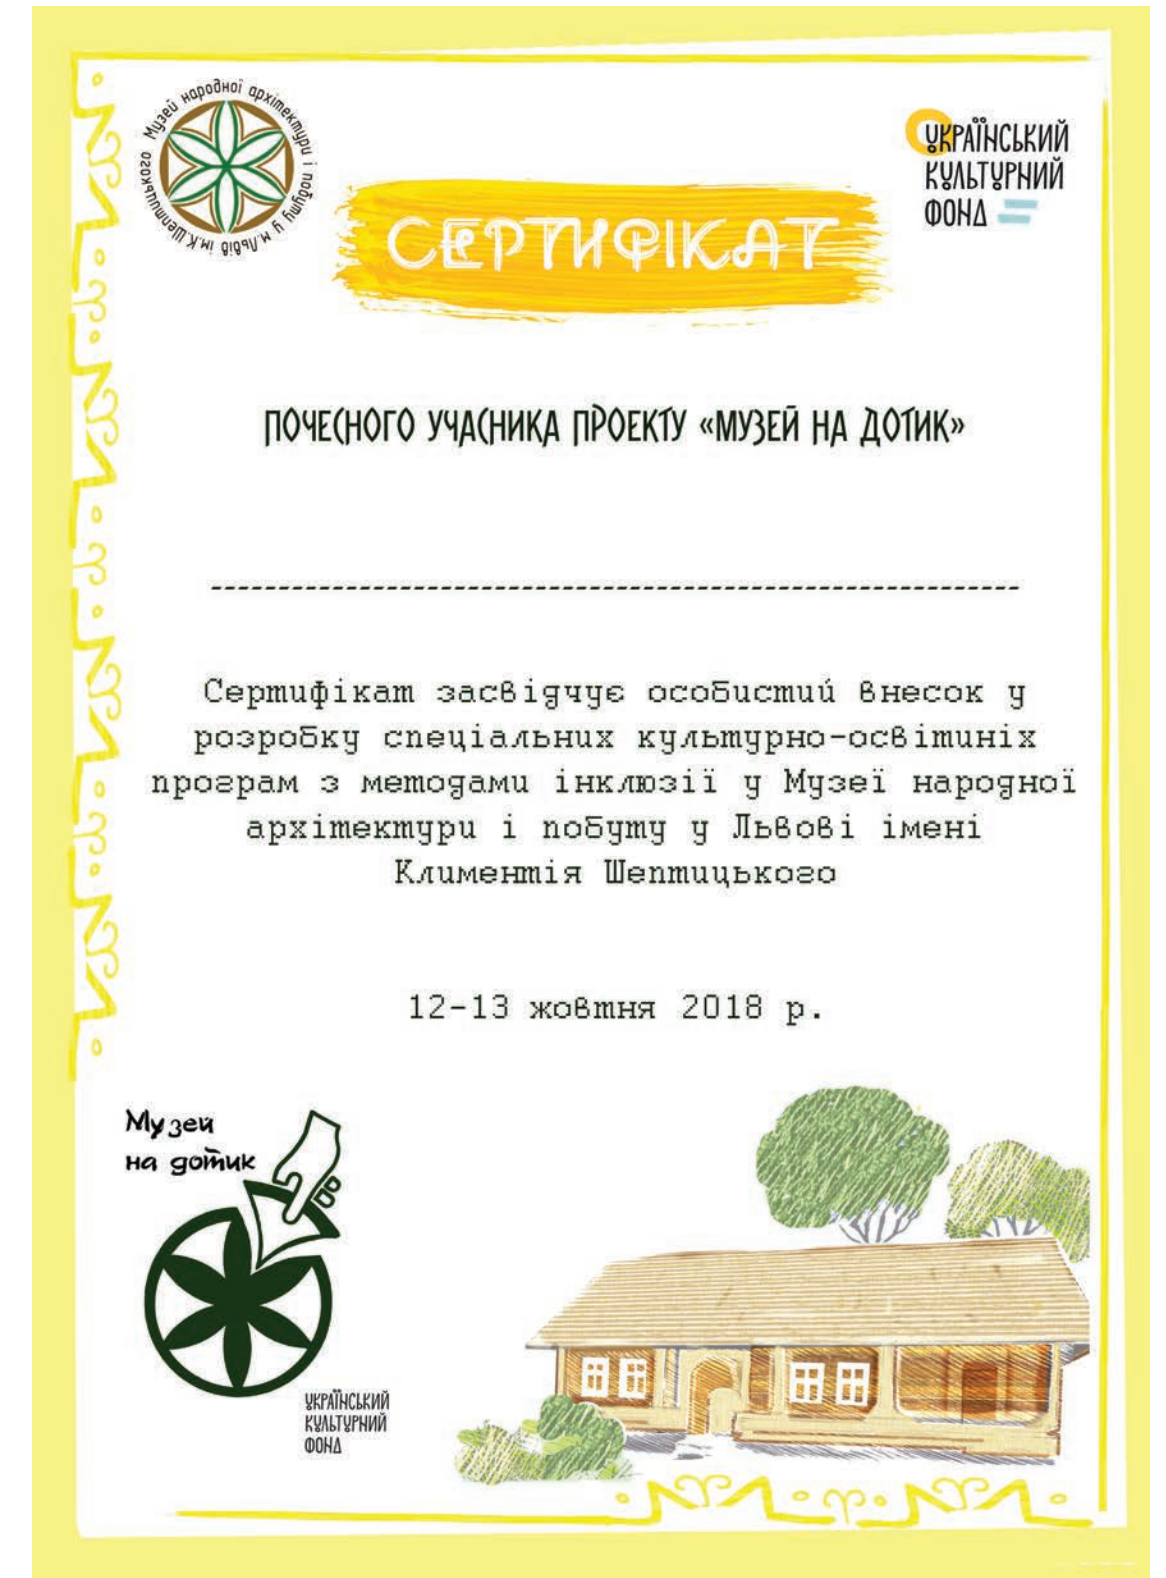 Музей народної архітектури і побуту у м.Львів ім.К.Шептицького
УКРАЇНСЬКИЙ
КУЛЬТУРНИЙ
ФОНД
СЕРТИФІКАТ
ПОЧЕСНОГО УЧАСНИКА ПРОЕКТУ «МУЗЕЙ НА ДОТИК»
Сертифікат засвідчує особистий внесок у
розробку спеціальних культурно-освітиніх
програм з методами інклюзії у Музеї народної
архітектури і побуту у Львові імені
Климентія Шептицького
12-13 жовтня 2018 р.
Музей
на дотик
УКРАЇНСЬКИЙ
КУЛЬТУРНИЙ
ФОНД